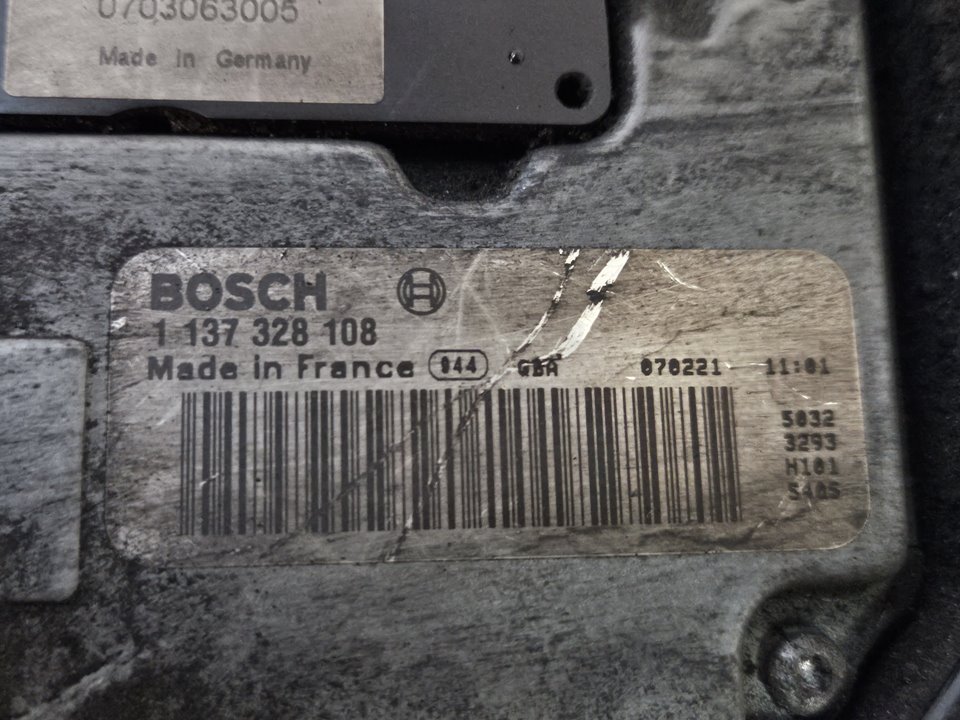 0703063005
Made in Germany
BOSCH
1 137 328 108
Made in France 944 GBA 070221 11:01
5032
3293
H101
5405